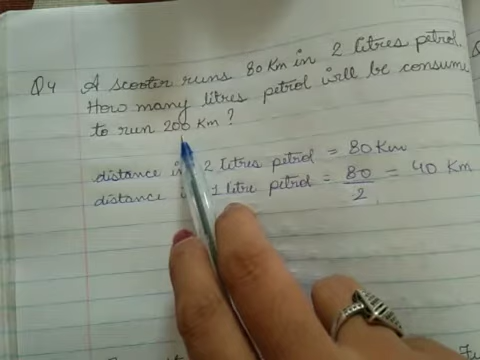 Q4 A scooter runs 80 Km in 2 litres petrol.
How many litres petrol will be consume
to run 200 Km ?
distance in 2 litres petrol = 80 Km
distance 1 litre petrol = 80/2 = 40 Km